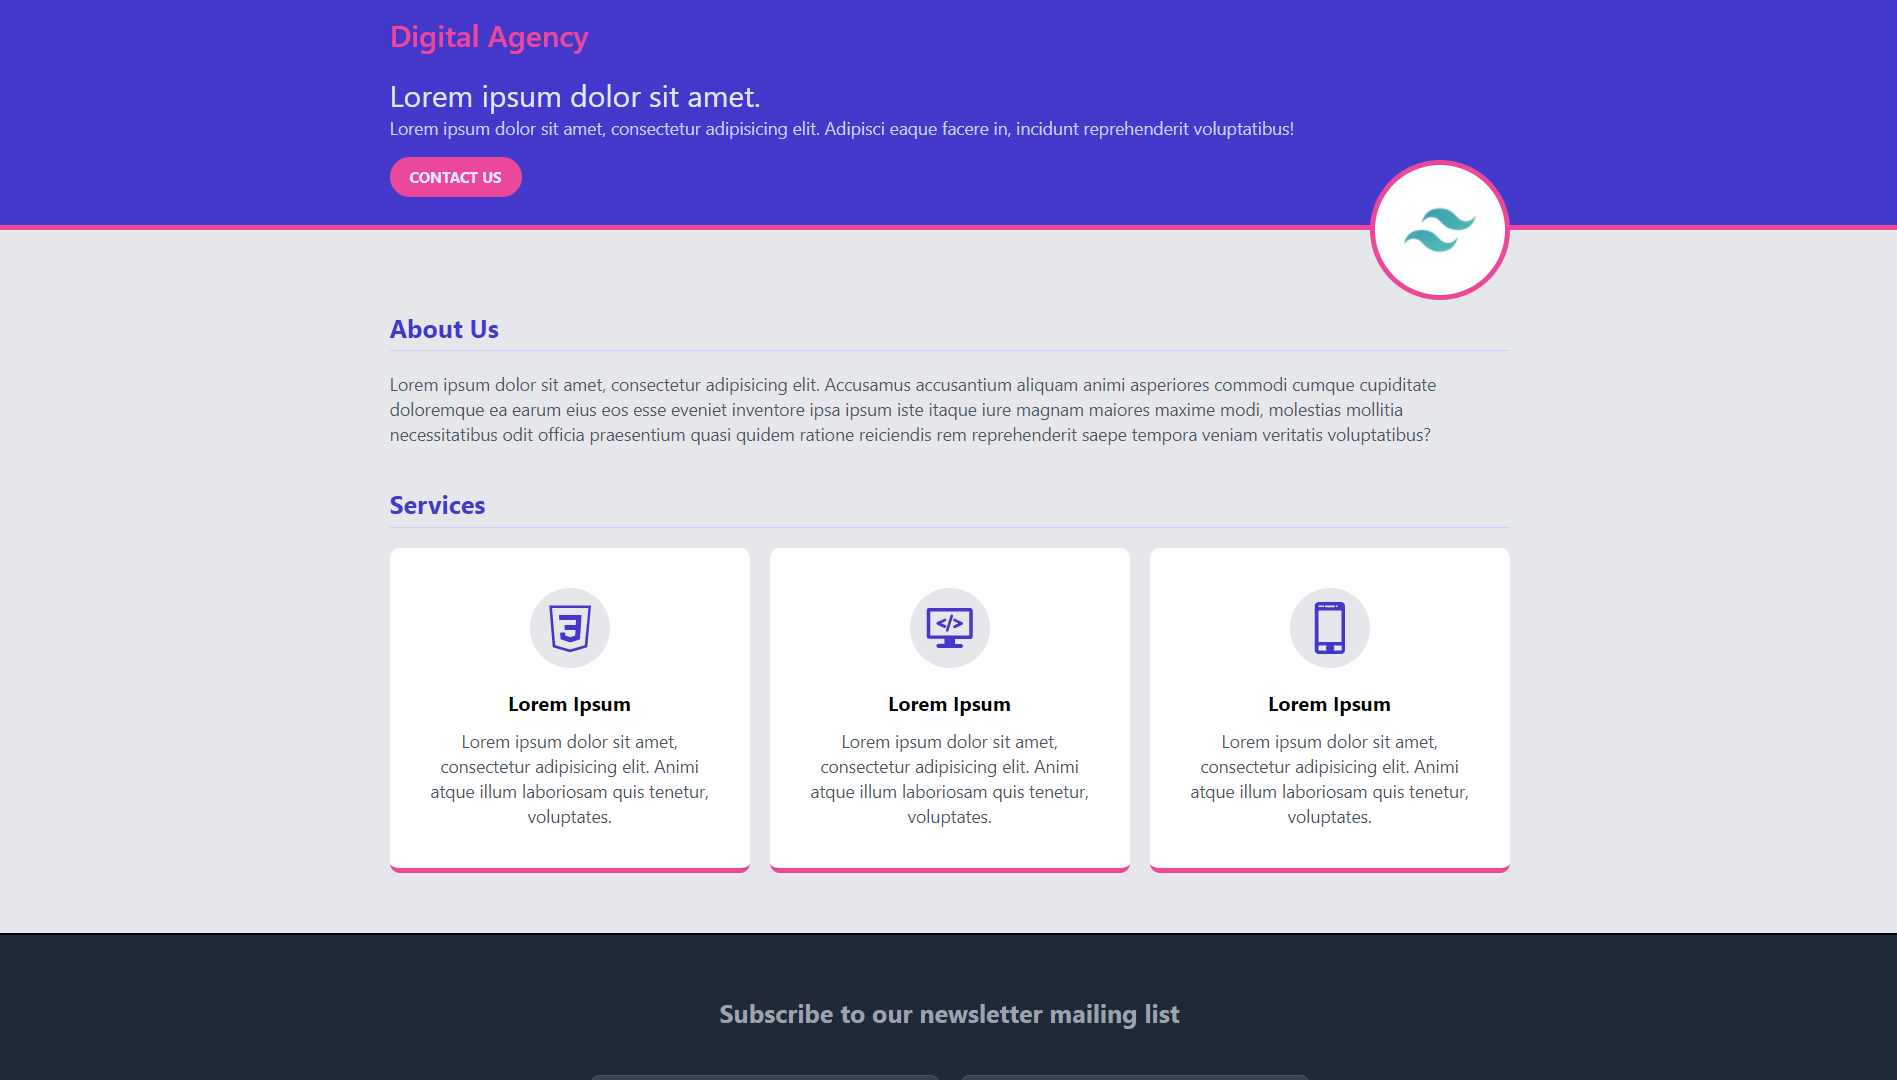 Digital Agency
Lorem ipsum dolor sit amet.
Lorem ipsum dolor sit amet, consectetur adipisicing elit. Adipisci eaque facere in, incidunt reprehenderit voluptatibus!
CONTACT US
About Us
Lorem ipsum dolor sit amet, consectetur adipisicing elit. Accusamus accusantium aliquam animi asperiores commodi cumque cupiditate
doloremque ea earum eius eos esse eveniet inventore ipsa ipsum iste itaque iure magnam maiores maxime modi, molestias mollitia
necessitatibus odit officia praesentium quasi quidem ratione reiciendis rem reprehenderit saepe tempora veniam veritatis voluptatibus?
Services
Lorem Ipsum
Lorem ipsum dolor sit amet,
consectetur adipisicing elit. Animi
atque illum laboriosam quis tenetur,
voluptates.
Lorem Ipsum
Lorem ipsum dolor sit amet,
consectetur adipisicing elit. Animi
atque illum laboriosam quis tenetur,
voluptates.
Lorem Ipsum
Lorem ipsum dolor sit amet,
consectetur adipisicing elit. Animi
atque illum laboriosam quis tenetur,
voluptates.
Subscribe to our newsletter mailing list